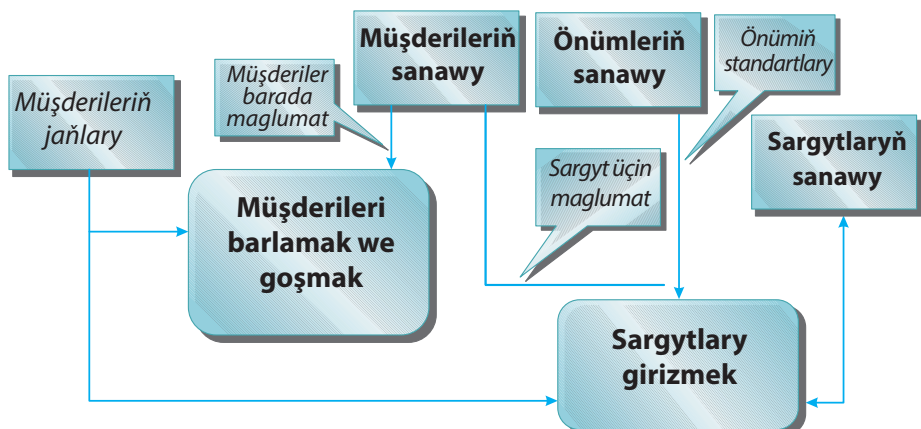 Müşderileriň
jaňlary
Müşderiler
barada
maglumat
Müşderileriň
sanawy
Önümleriň
sanawy
Önümiň
standartlary
Sargytlaryň
sanawy
Müşderileri
barlamak we
goşmak
Sargyt üçin
maglumat
Sargytlary
girizmek